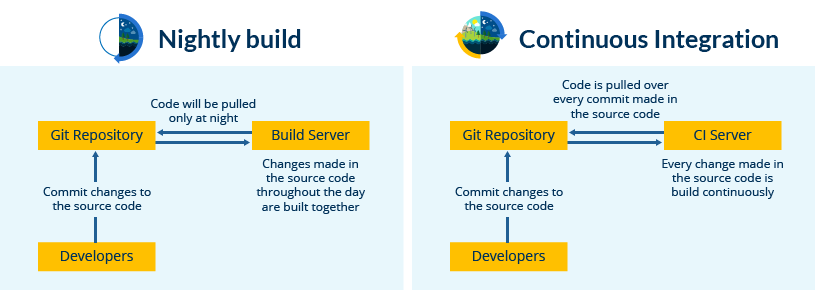 Nightly build
Code will be pulled
only at night
Git Repository
Build Server
Changes made in
the source code
throughout the day
are built together
Commit changes to
the source code
Developers
Continuous Integration
Code is pulled over
every commit made in
the source code
Git Repository
CI Server
Every change made in
the source code is
build continuously
Commit changes to
the source code
Developers